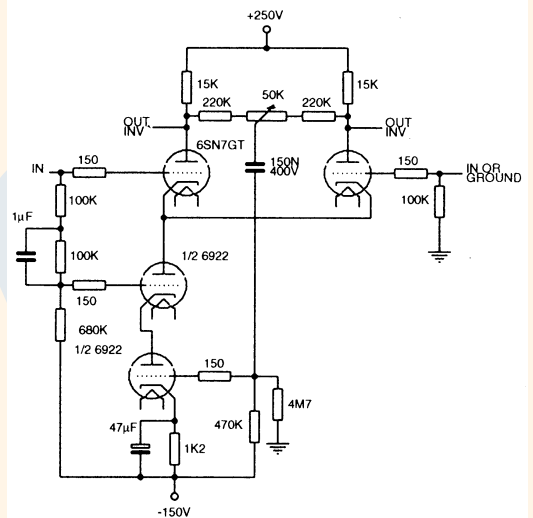 +250V
15K
15K
50K
220K
220K
OUT
INV
OUT
INV
6SN7GT
IN
150
150N
400V
150
IN OR
GROUND
100K
100K
1µF
100K
1/2 6922
150
680K
1/2 6922
150
4M7
470K
47µF
1K2
-150V